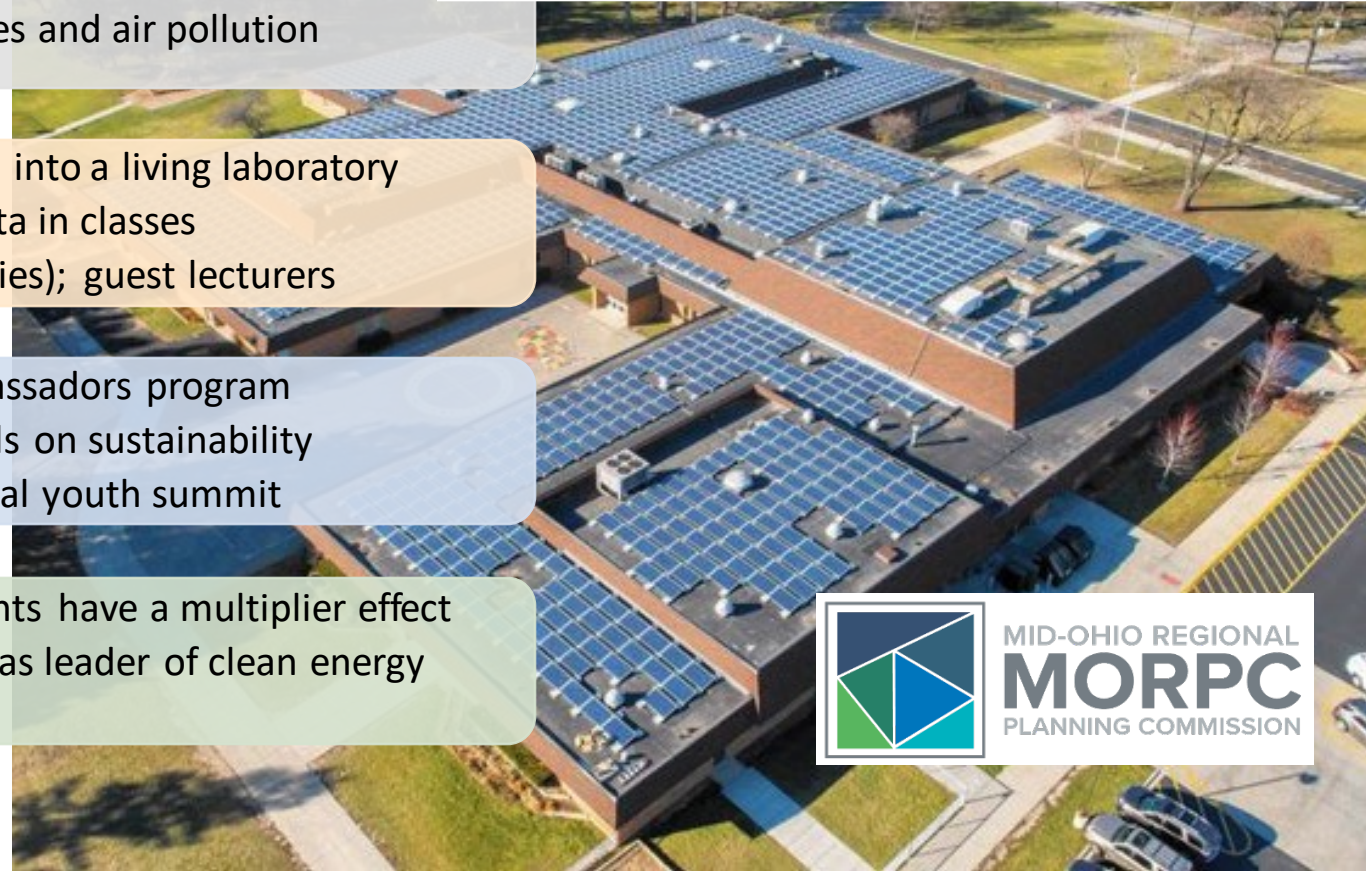 es and air pollution
into a living laboratory
ta in classes
ies); guest lecturers
assadors program
ls on sustainability
al youth summit
nts have a multiplier effect
as leader of clean energy
MID-OHIO REGIONAL
MORPC
PLANNING COMMISSION